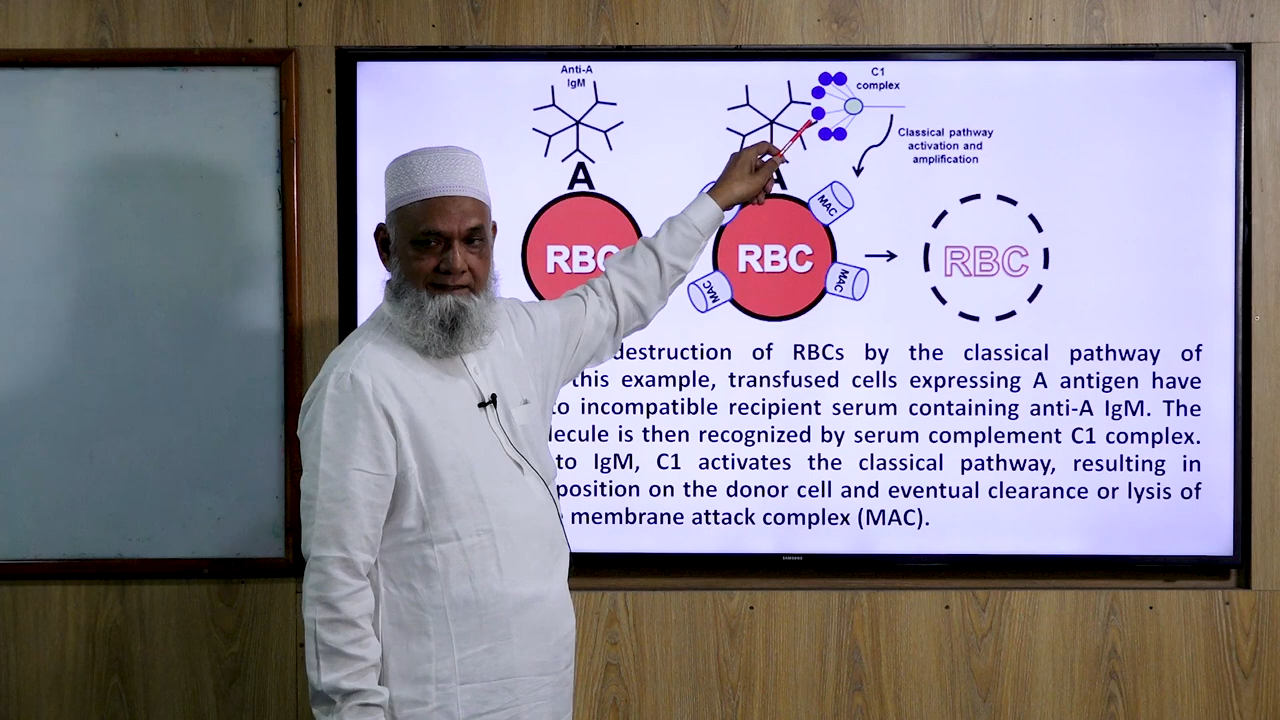 Anti-A
IgM
A
RBC
C1
complex
Classical pathway
activation and
amplification
MAC
MAC
MAC
RBC
RBC
destruction of RBCs by the classical pathway of
this example, transfused cells expressing A antigen have
to incompatible recipient serum containing anti-A IgM. The
is then recognized by serum complement C1 complex.
to IgM, C1 activates the classical pathway, resulting in
on the donor cell and eventual clearance or lysis of
membrane attack complex (MAC).
SAMSUNG